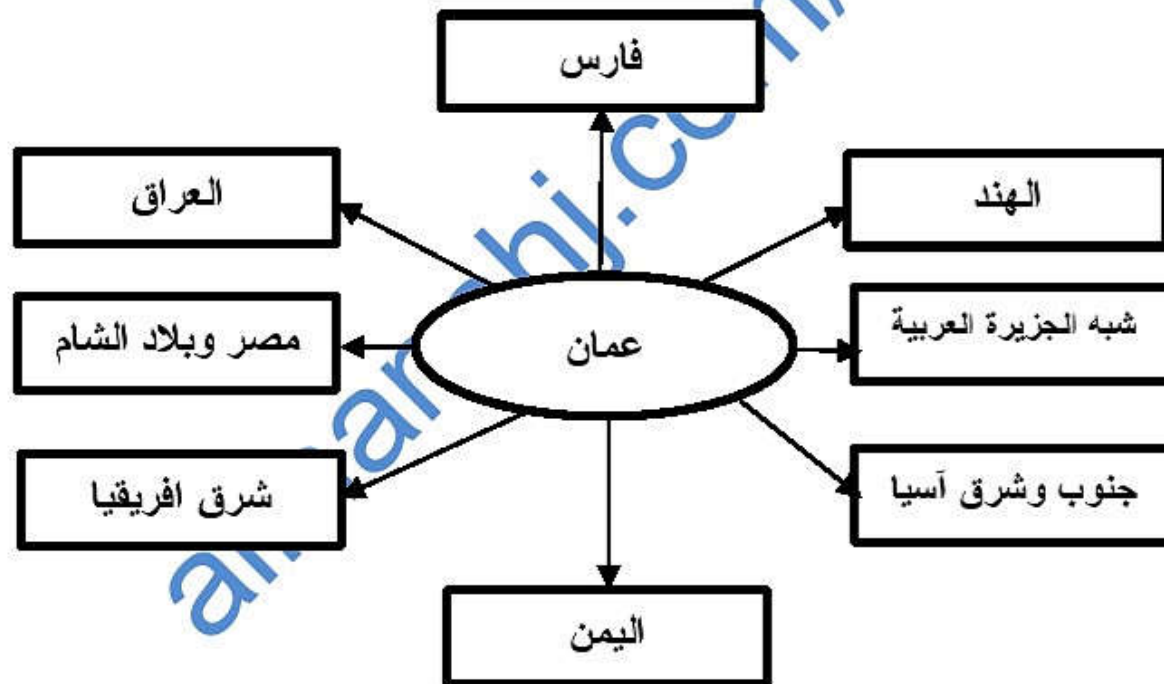 فارس
الهند
العراق
شبه الجزيرة العربية
عمان
مصر وبلاد الشام
جنوب وشرق آسيا
شرق افريقيا
اليمن